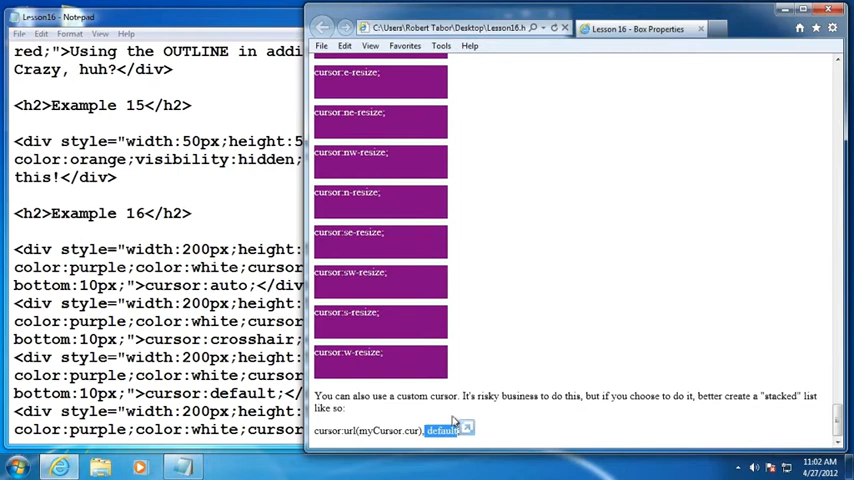 Lesson16 - Notepad
File Edit Format View Help
red;">Using the OUTLINE in addi
Crazy, huh?</div>
<h2>Example 15</h2>
<div style="width:50px;height:5
color:orange;visibility:hidden;
this!</div>
<h2>Example 16</h2>
<div style="width:200px;height:
color:purple;color:white;cursor
bottom:10px;">cursor:auto;</div
<div style="width:200px;height:
color:purple;color:white;cursor
bottom:10px;">cursor:crosshair;
<div style="width:200px;height:
color:purple;color:white;cursor
bottom:10px;">cursor:default;</
<div style="width:200px;height:
color:purple;color:white;cursor
C:\Users\Robert Tabor\Desktop\Lesson16.h
Lesson 16 - Box Properties
File Edit View Favorites Tools Help
cursor:e-resize;
cursor:ne-resize;
cursor:nw-resize;
cursor:n-resize;
cursor:se-resize;
cursor:sw-resize;
cursor:s-resize;
cursor:w-resize;
You can also use a custom cursor. It's risky business to do this, but if you choose to do it, better create a "stacked" list
like so:
cursor:url(myCursor.cur), default
11:02 AM
4/27/2012